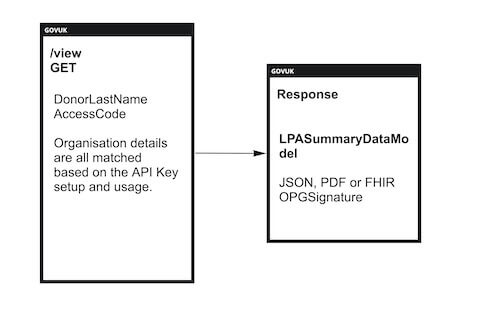 GOVUK
/view
GET
DonorLastName
AccessCode
Organisation details
are all matched
based on the API Key
setup and usage.
GOVUK
Response
LPASummaryDataMo
del
JSON, PDF or FHIR
OPGSignature